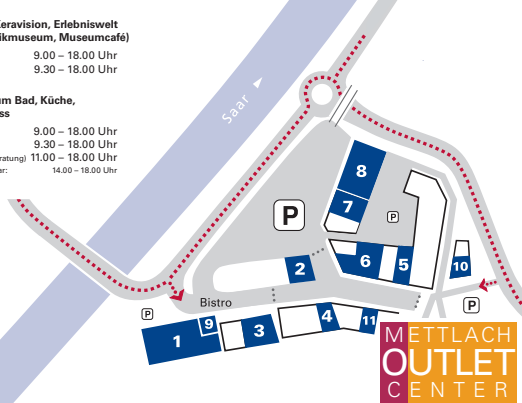 Keravision, Erlebniswelt
ikmuseum, Museumcafé)
9.00 – 18.00 Uhr
9.30 – 18.00 Uhr
um Bad, Küche,
ss
9.00 – 18.00 Uhr
9.30 – 18.00 Uhr
ratung) 11.00 – 18.00 Uhr
ar: 14.00 – 18.00 Uhr
Saar
8
7
P
P
6
5
2
10
Bistro
P
P
9
1
3
4
11
METTLACH
OUTLET
CENTER